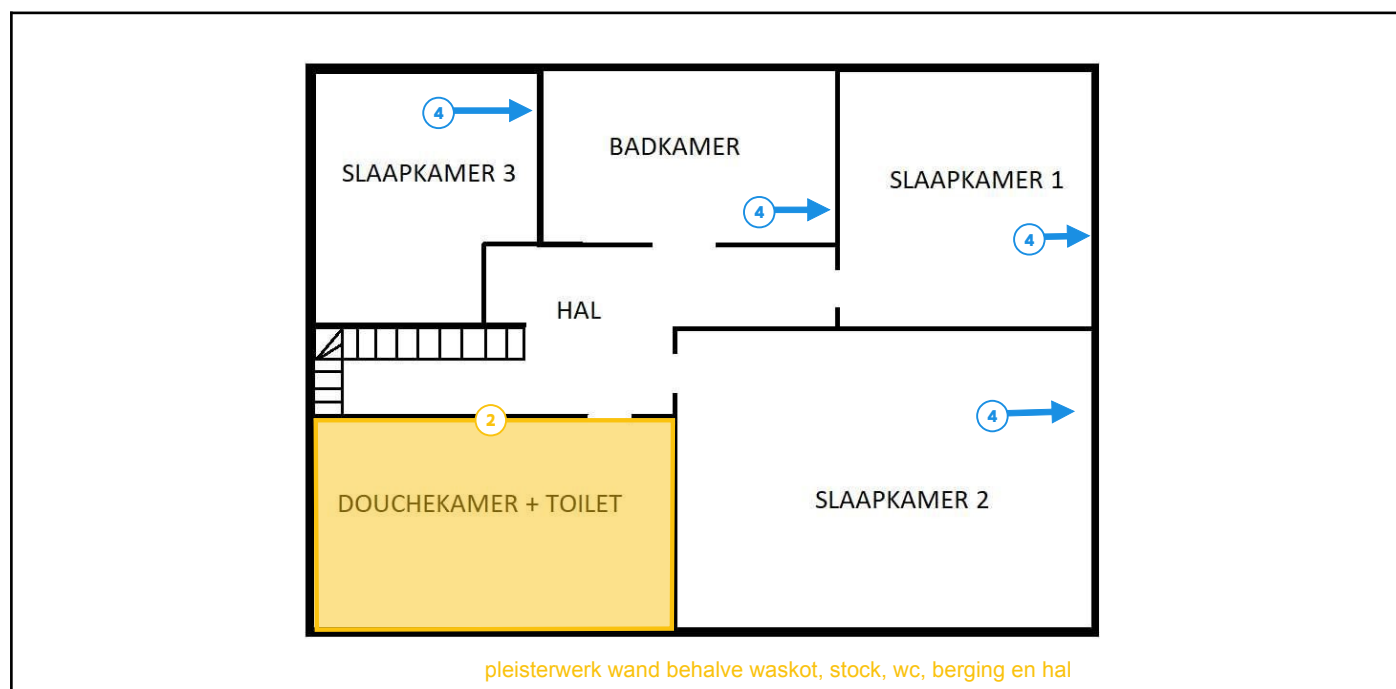 4
BADKAMER
SLAAPKAMER 3
SLAAPKAMER 1
4
4
HAL
4
2
DOUCHEKAMER + TOILET
SLAAPKAMER 2
pleisterwerk wand behalve waskot, stock, wc, berging en hal